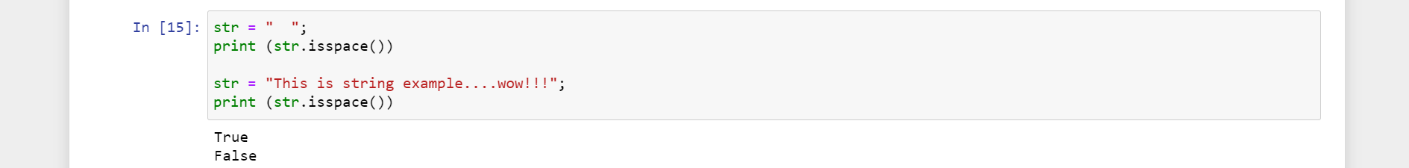 In [15]: str = "  ";
print (str.isspace())

str = "This is string example....wow!!!";
print (str.isspace())
True
False